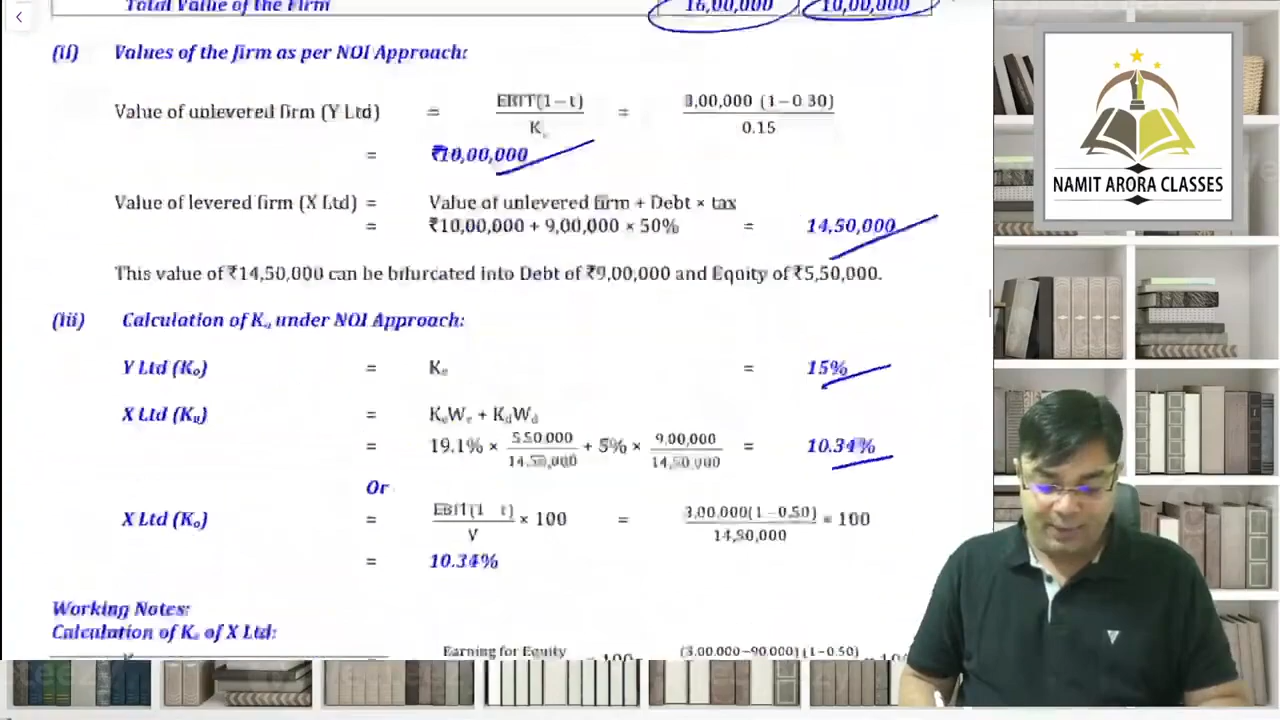 Total Value of the Firm 16,00,000 10,00,000
(ii) Values of the firm as per NOI Approach:
Value of unlevered firm (Y Ltd) = EBIT(1-t) / K = 3,00,000 (1-0.30) / 0.15
= ₹10,00,000
Value of levered firm (X Ltd) = Value of unlevered firm + Debt × tax
= ₹10,00,000 + 9,00,000 × 50% = 14,50,000
This value of ₹14,50,000 can be bifurcated into Debt of ₹9,00,000 and Equity of ₹5,50,000.
(iii) Calculation of Ko under NOI Approach:
Y Ltd (Ko) = Ke = 15%
X Ltd (Ko) = KeWe + KdWd
= 19.1% × 5,50,000 / 14,50,000 + 5% × 9,00,000 / 14,50,000 = 10.34%
Or
X Ltd (Ko) = EBIT(1 t) / V × 100 = 3,00,000(1-0.50) / 14,50,000 × 100
= 10.34%
Working Notes:
Calculation of Ke of X Ltd:
Earning for Equity × 100 (3,00,000-90,000) (1-0.50)
NAMIT ARORA CLASSES